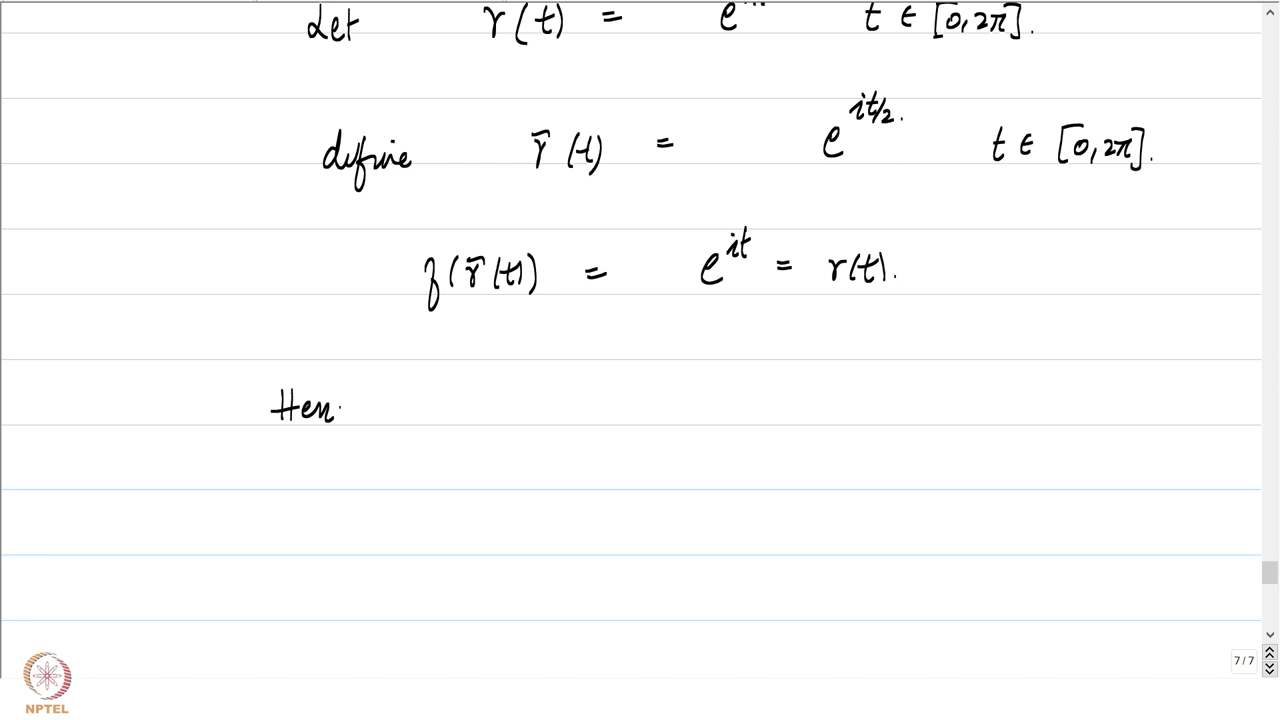 Let γ(t) = e t ∈ [0, 2π].
define γ̄(t) = e^{it/2}. t ∈ [0, 2π].
f(γ̄(t)) = e^{it} = γ(t).
Hen
7 / 7
NPTEL